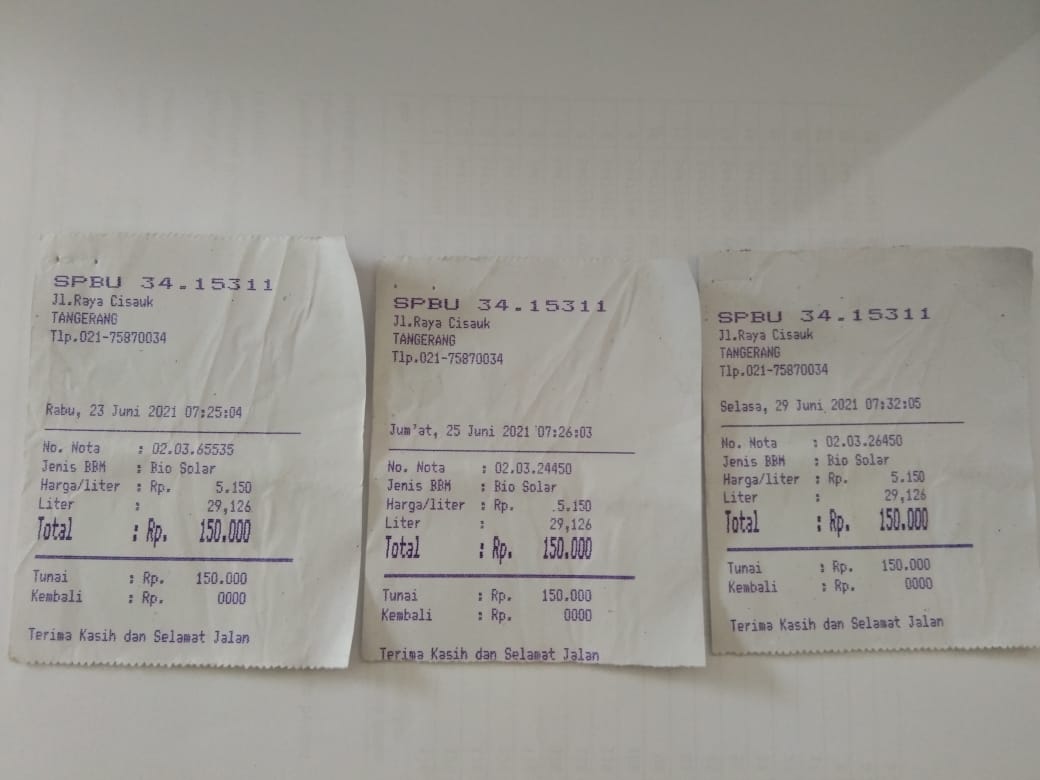 SPBU 34.15311
Jl.Raya Cisauk
TANGERANG
Tlp.021-75870034
Rabu, 23 Juni 2021 07:25:04
No. Nota : 02.03.65535
Jenis BBM : Bio Solar
Harga/liter : Rp. 5.150
Liter : 29,126
Total : Rp. 150.000
Tunai : Rp. 150.000
Kembali : Rp. 0000
Terima Kasih dan Selamat Jalan
SPBU 34.15311
Jl.Raya Cisauk
TANGERANG
Tlp.021-75870034
Jum'at, 25 Juni 2021 07:26:03
No. Nota : 02.03.24450
Jenis BBM : Bio Solar
Harga/liter : Rp. 5.150
Liter : 29,126
Total : Rp. 150.000
Tunai : Rp. 150.000
Kembali : Rp. 0000
Terima Kasih dan Selamat Jalan
SPBU 34.15311
Jl.Raya Cisauk
TANGERANG
Tlp.021-75870034
Selasa, 29 Juni 2021 07:32:05
No. Nota : 02.03.26450
Jenis BBM : Bio Solar
Harga/liter : Rp. 5.150
Liter : 29,126
Total : Rp. 150.000
Tunai : Rp. 150.000
Kembali : Rp. 0000
Terima Kasih dan Selamat Jalan